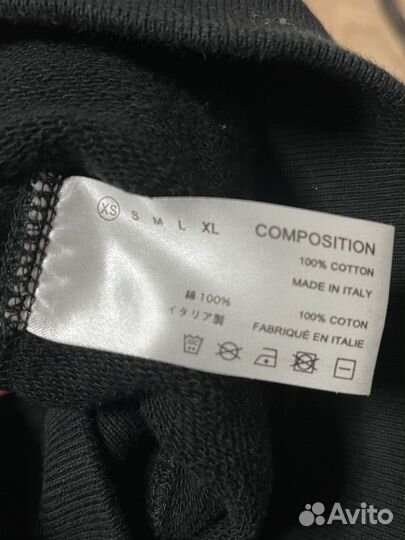 XS S M L XL
COMPOSITION
100% COTTON
MADE IN ITALY
綿 100%
イタリア製
100% COTON
FABRIQUÉ EN ITALIE
Avito